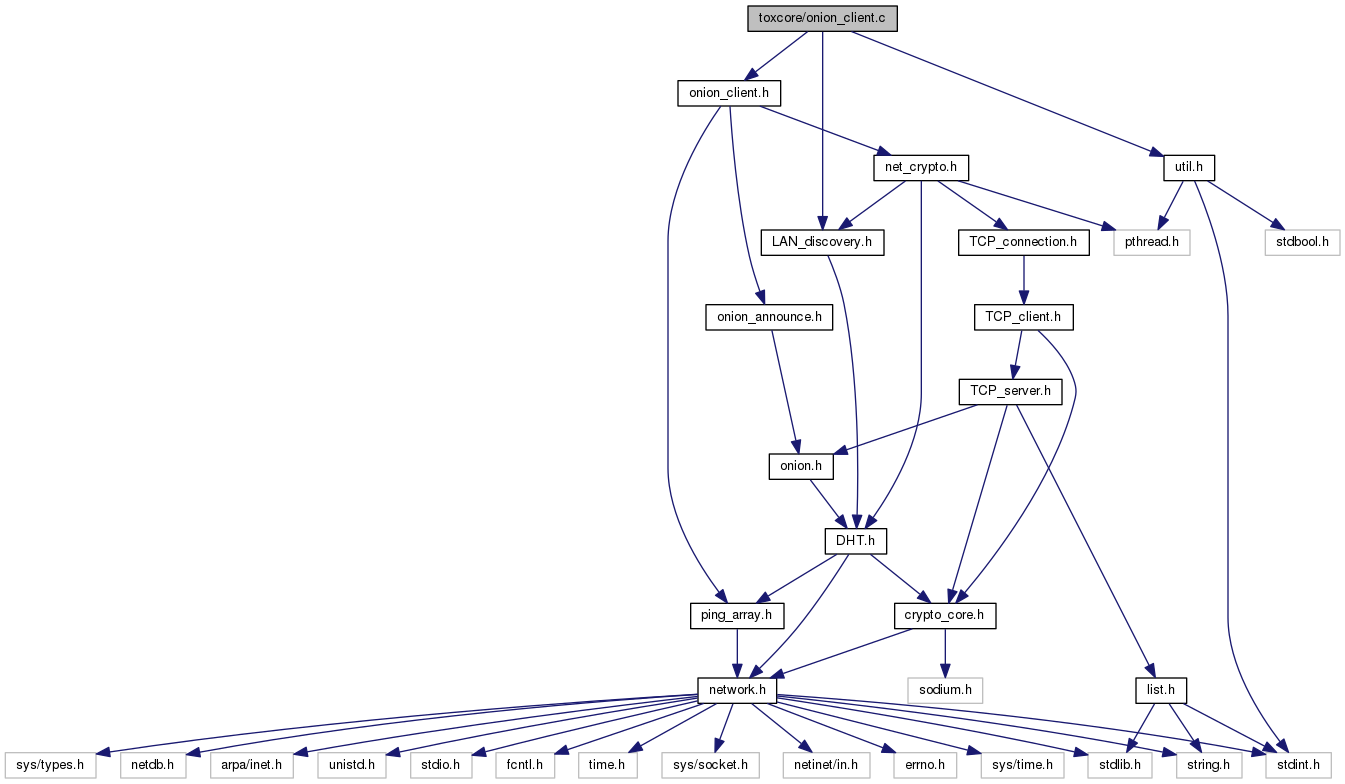 toxcore/onion_client.c
onion_client.h
net_crypto.h
util.h
LAN_discovery.h
TCP_connection.h
pthread.h
stdbool.h
onion_announce.h
TCP_client.h
TCP_server.h
onion.h
DHT.h
ping_array.h
crypto_core.h
network.h
sodium.h
list.h
sys/types.h
netdb.h
arpa/inet.h
unistd.h
stdio.h
fcntl.h
time.h
sys/socket.h
netinet/in.h
errno.h
sys/time.h
stdlib.h
string.h
stdint.h